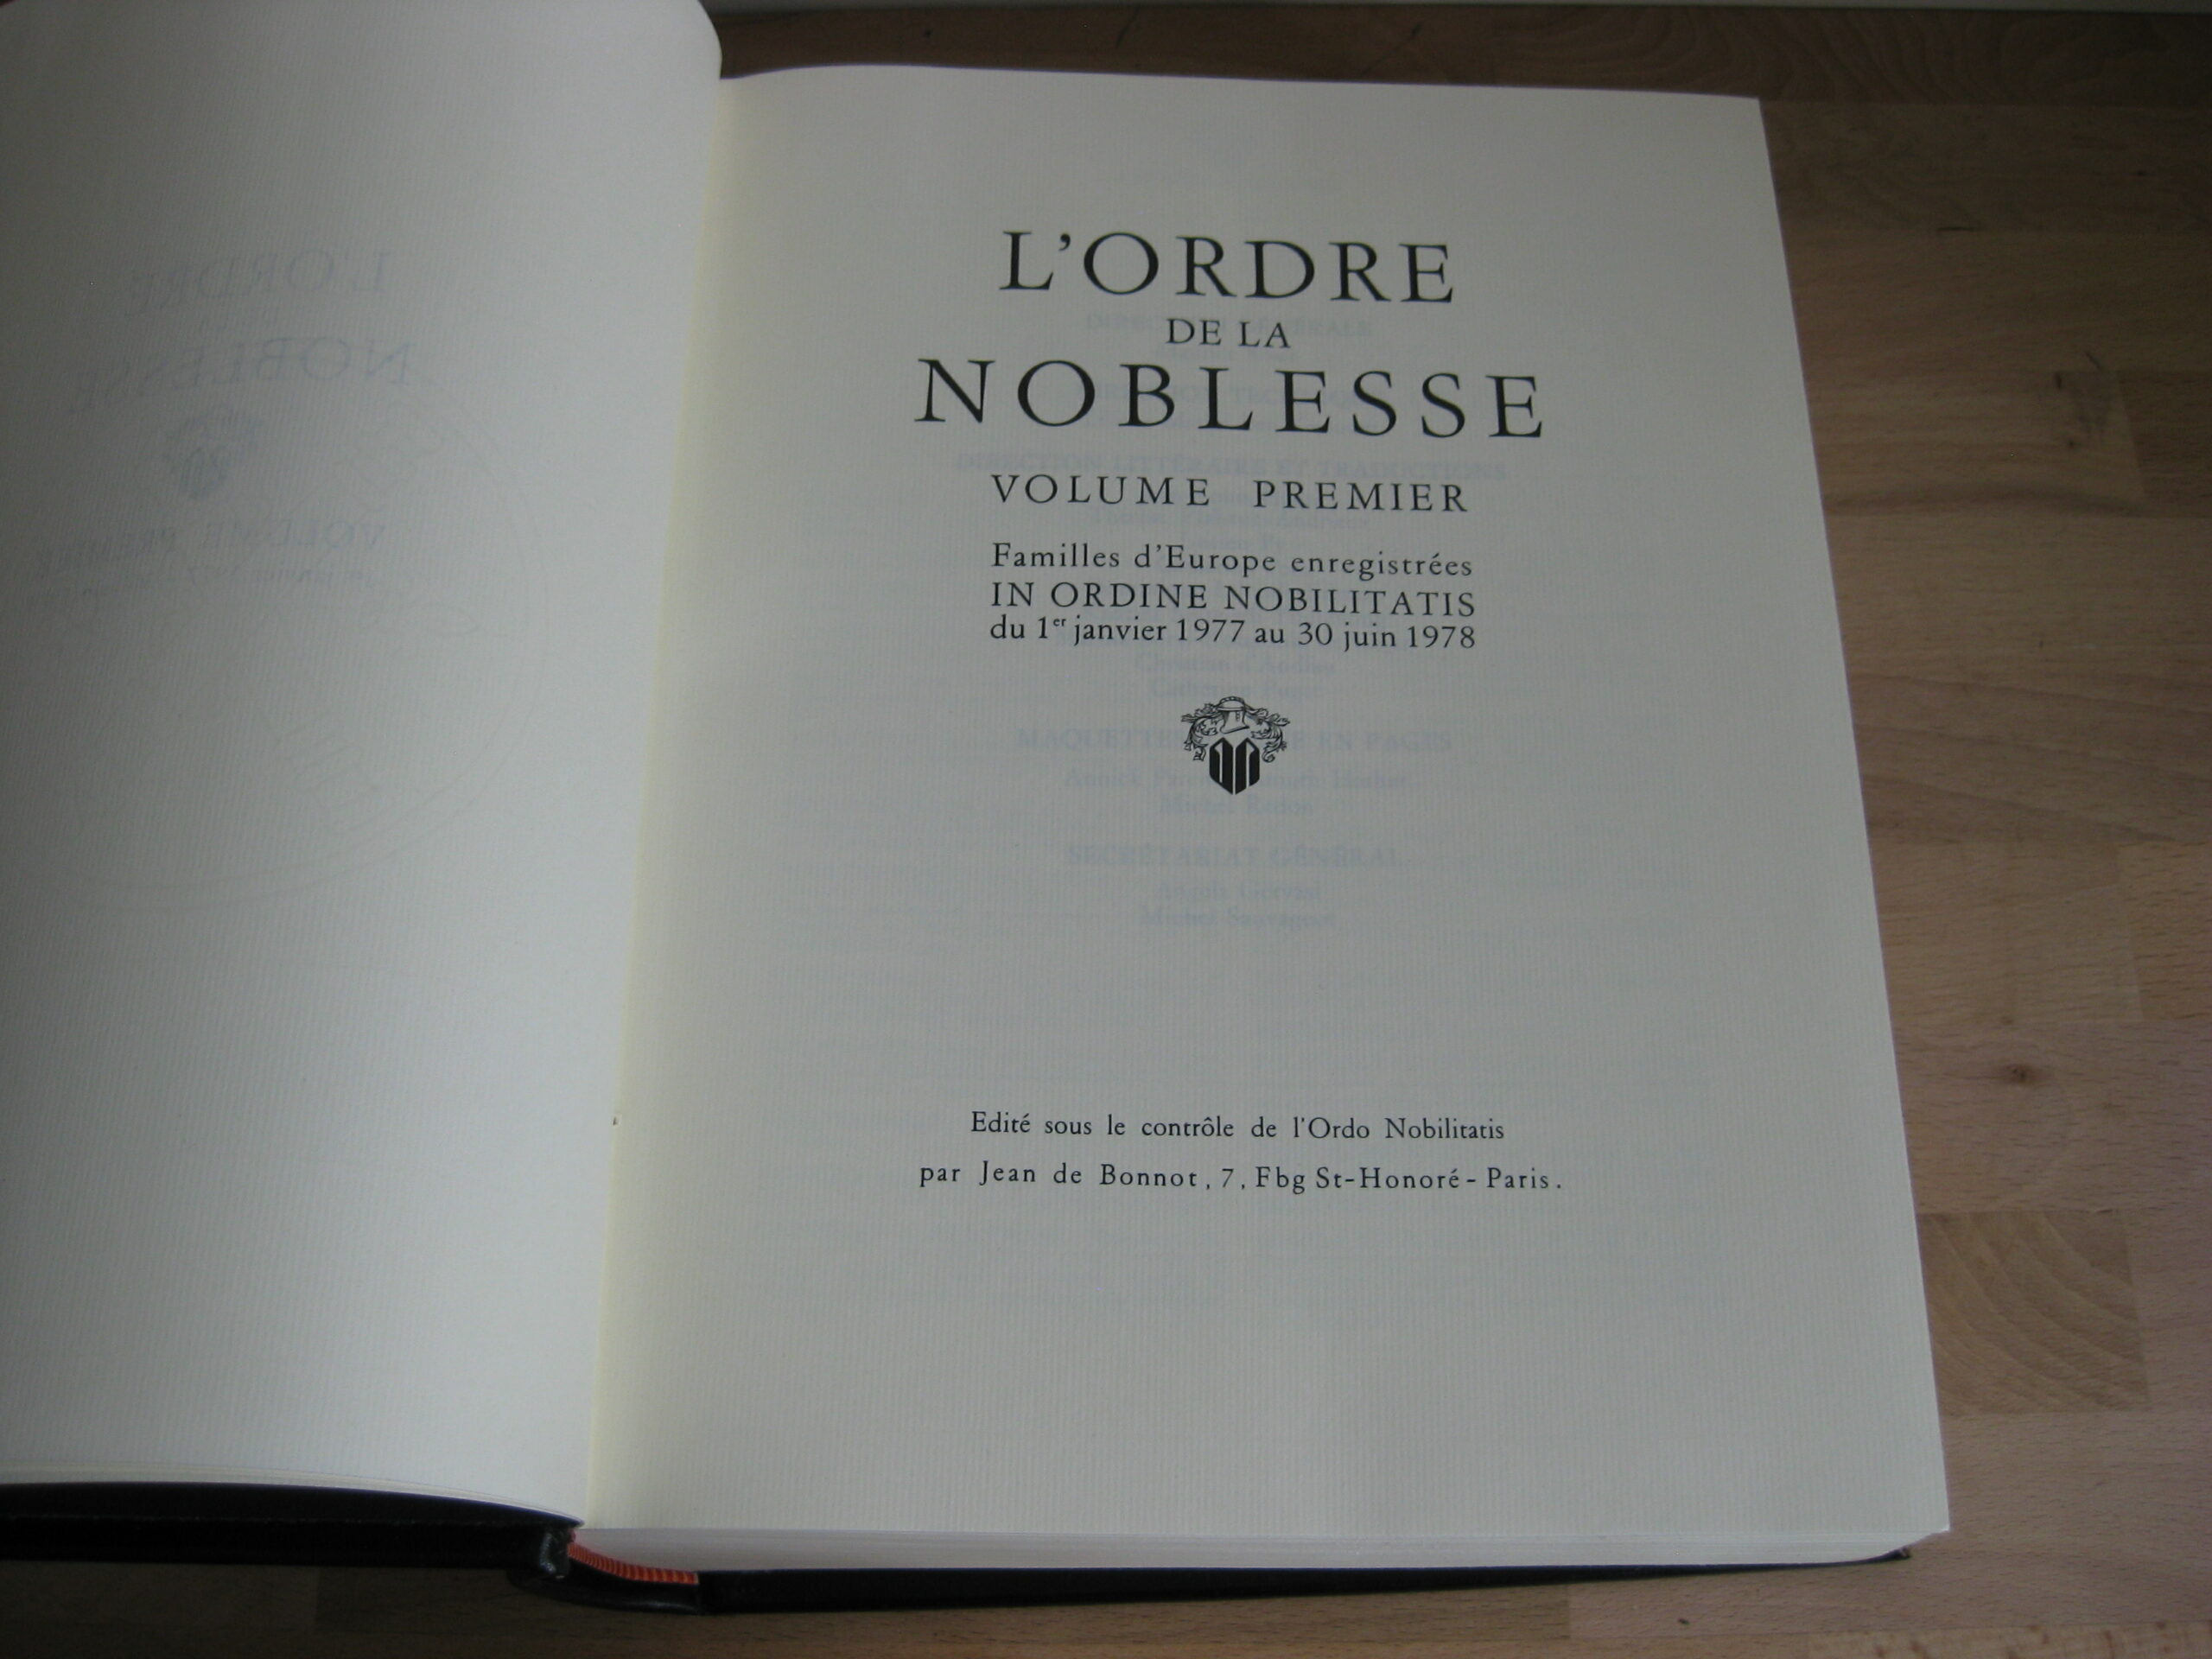 L'ORDRE
DE LA
NOBLESSE
VOLUME PREMIER
Familles d'Europe enregistrées
IN ORDINE NOBILITATIS
du 1er janvier 1977 au 30 juin 1978
Edité sous le contrôle de l'Ordo Nobilitatis
par Jean de Bonnot, 7, Fbg St-Honoré - Paris.